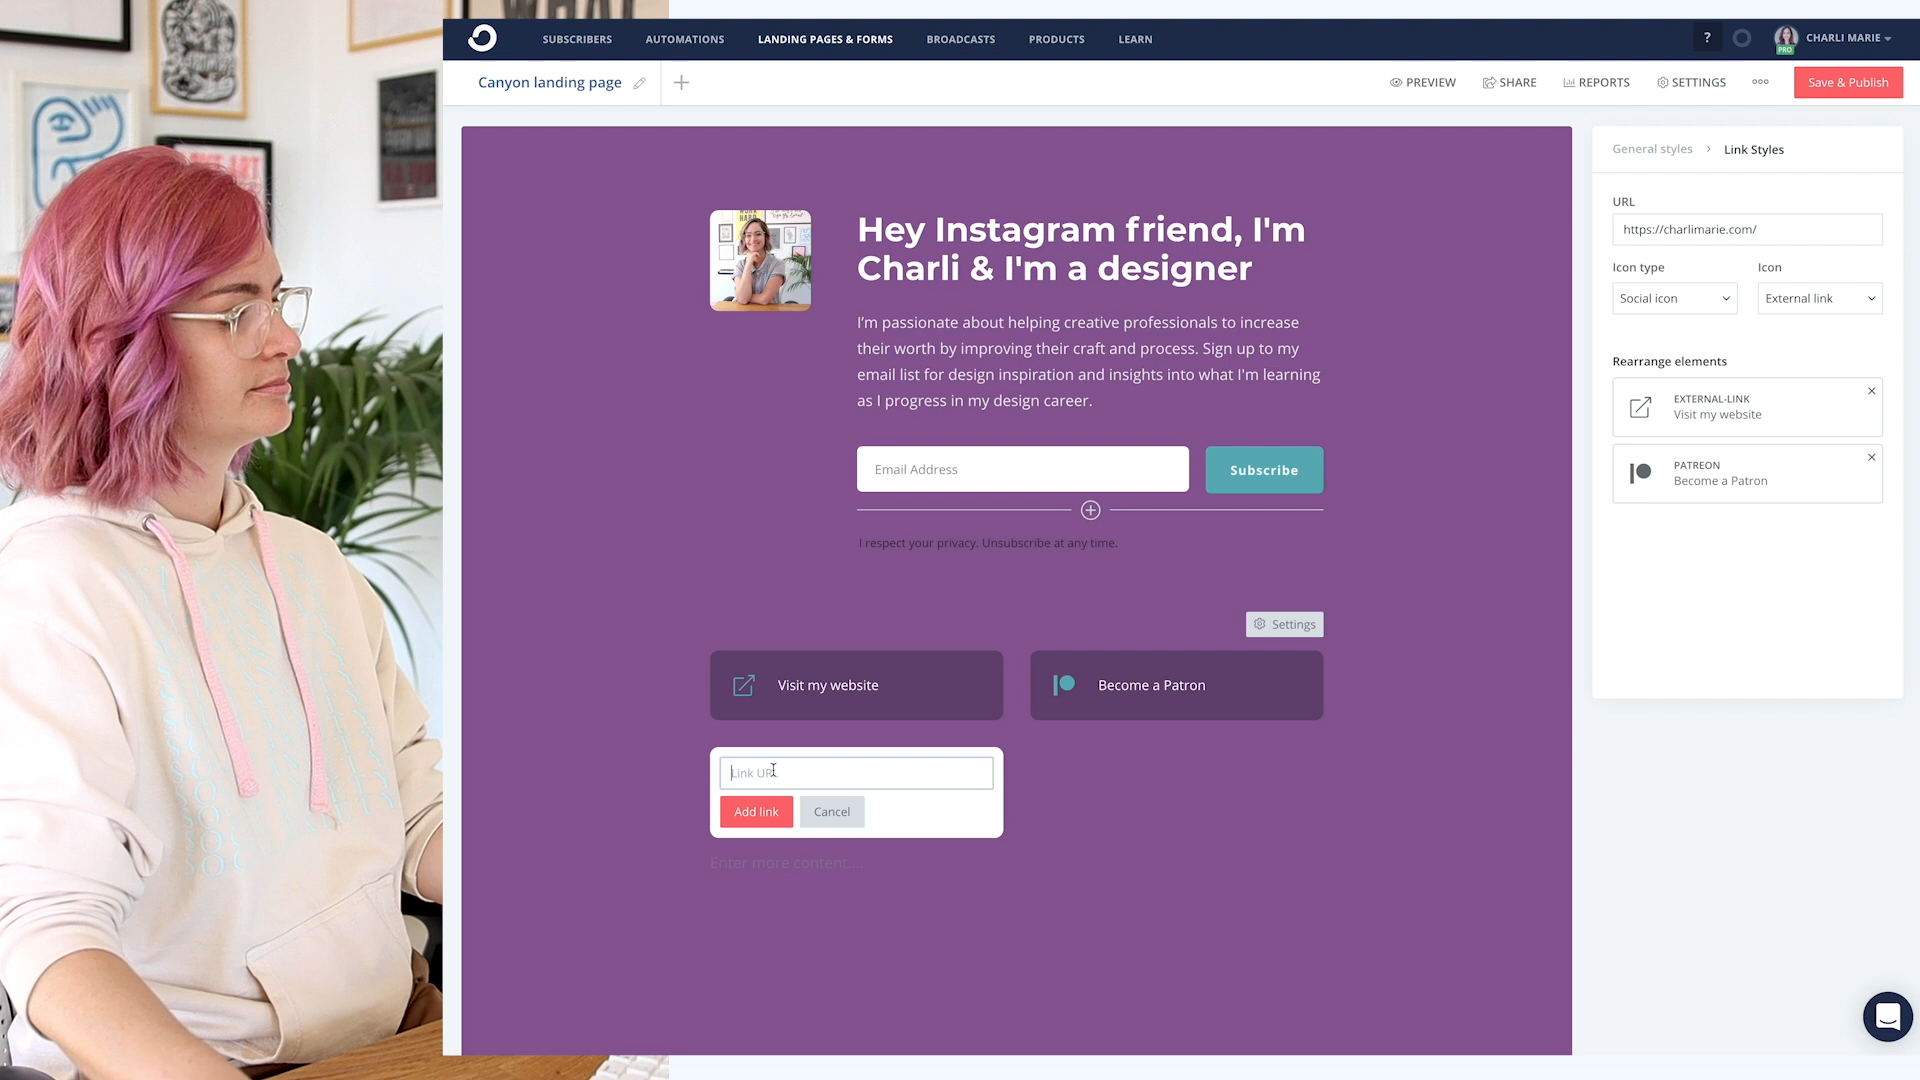 SUBSCRIBERS AUTOMATIONS LANDING PAGES & FORMS BROADCASTS PRODUCTS LEARN ? PRO CHARLI MARIE
Canyon landing page PREVIEW SHARE REPORTS SETTINGS Save & Publish
Hey Instagram friend, I'm
Charli & I'm a designer
I'm passionate about helping creative professionals to increase
their worth by improving their craft and process. Sign up to my
email list for design inspiration and insights into what I'm learning
as I progress in my design career.
Email Address Subscribe
I respect your privacy. Unsubscribe at any time.
Settings
Visit my website Become a Patron
Link URL
Add link Cancel
Enter more content...
General styles > Link Styles
URL
https://charlimarie.com/
Icon type Icon
Social icon External link
Rearrange elements
EXTERNAL-LINK
Visit my website
PATREON
Become a Patron